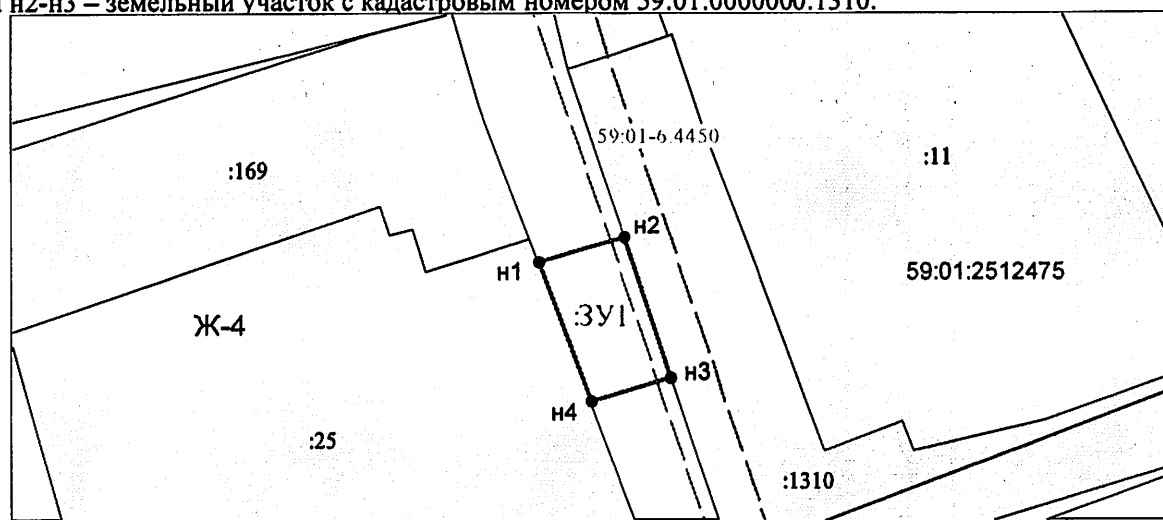 н2-н3 – земельный участок с кадастровым номером 59:01:0000000:1310.
59:01-6.4450
:11
:169
н2
н1
59:01:2512475
:ЗУ1
Ж-4
н3
н4
:25
:1310